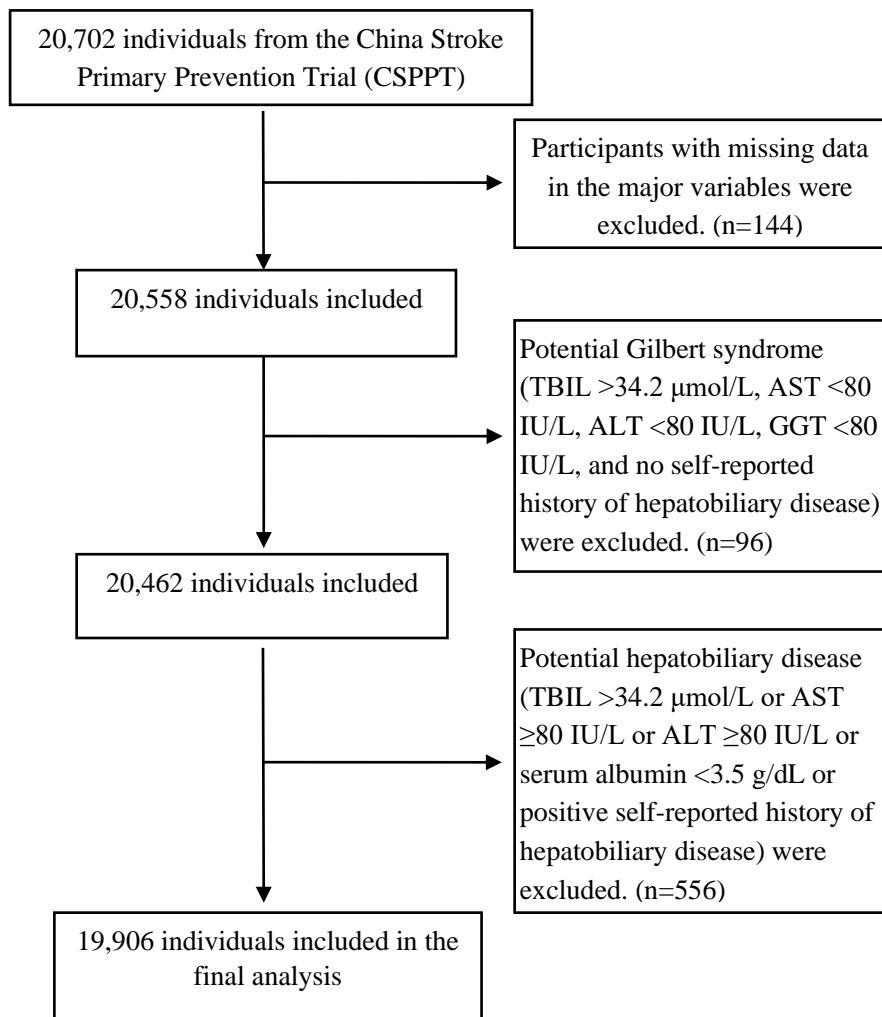 20,702 individuals from the China Stroke
Primary Prevention Trial (CSPPT)
Participants with missing data
in the major variables were
excluded. (n=144)
20,558 individuals included
Potential Gilbert syndrome
(TBIL >34.2 μmol/L, AST <80
IU/L, ALT <80 IU/L, GGT <80
IU/L, and no self-reported
history of hepatobiliary disease)
were excluded. (n=96)
20,462 individuals included
Potential hepatobiliary disease
(TBIL >34.2 μmol/L or AST
≥80 IU/L or ALT ≥80 IU/L or
serum albumin <3.5 g/dL or
positive self-reported history of
hepatobiliary disease) were
excluded. (n=556)
19,906 individuals included in the
final analysis